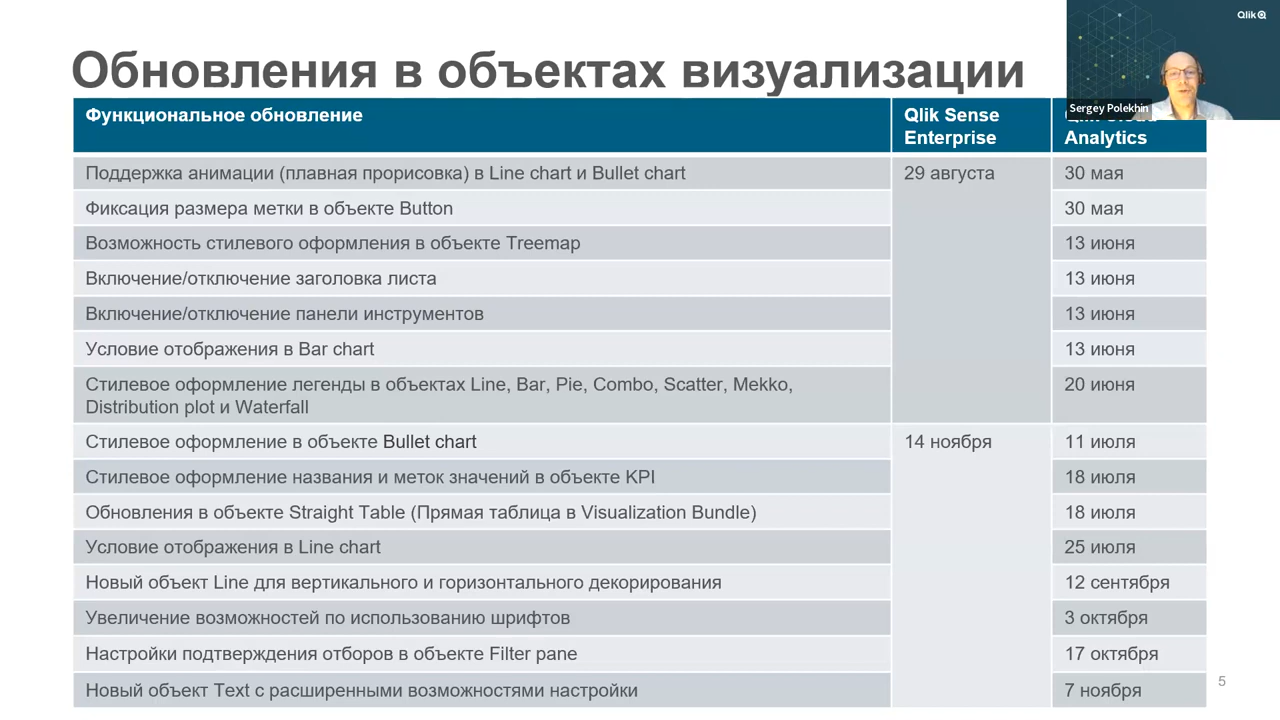 Обновления в объектах визуализации
Qlik
Sergey Polekhin
Функциональное обновление
Qlik Sense
Enterprise
Analytics
Поддержка анимации (плавная прорисовка) в Line chart и Bullet chart
29 августа
30 мая
Фиксация размера метки в объекте Button
30 мая
Возможность стилевого оформления в объекте Treemap
13 июня
Включение/отключение заголовка листа
13 июня
Включение/отключение панели инструментов
13 июня
Условие отображения в Bar chart
13 июня
Стилевое оформление легенды в объектах Line, Bar, Pie, Combo, Scatter, Mekko,
Distribution plot и Waterfall
20 июня
Стилевое оформление в объекте Bullet chart
14 ноября
11 июля
Стилевое оформление названия и меток значений в объекте KPI
18 июля
Обновления в объекте Straight Table (Прямая таблица в Visualization Bundle)
18 июля
Условие отображения в Line chart
25 июля
Новый объект Line для вертикального и горизонтального декорирования
12 сентября
Увеличение возможностей по использованию шрифтов
3 октября
Настройки подтверждения отборов в объекте Filter pane
17 октября
Новый объект Text с расширенными возможностями настройки
7 ноября
5